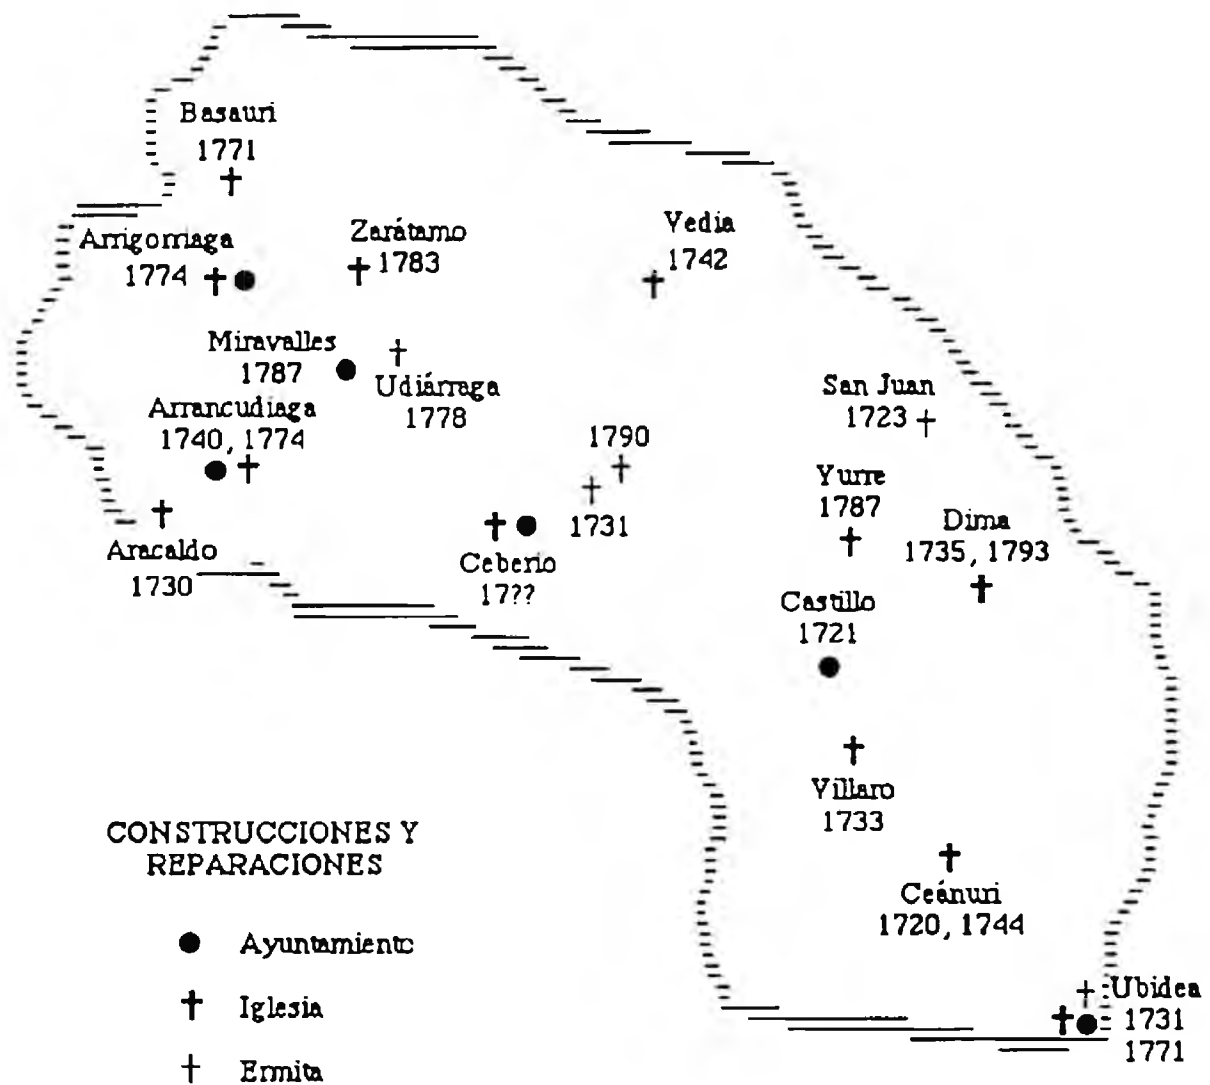 Basauri
1771
Arrigorriaga
1774
Zarátamo
1783
Vedia
1742
Miravalles
1787
Udiárraga
1778
Arrancudiaga
1740, 1774
San Juan
1723
1790
1731
Yurre
1787
Dima
1735, 1793
Aracaldo
1730
Ceberio
17??
Castillo
1721
Villaro
1733
Ceánuri
1720, 1744
Ubidea
1731
1771
CONSTRUCCIONES Y
REPARACIONES
Ayuntamiento
Iglesia
Ermita